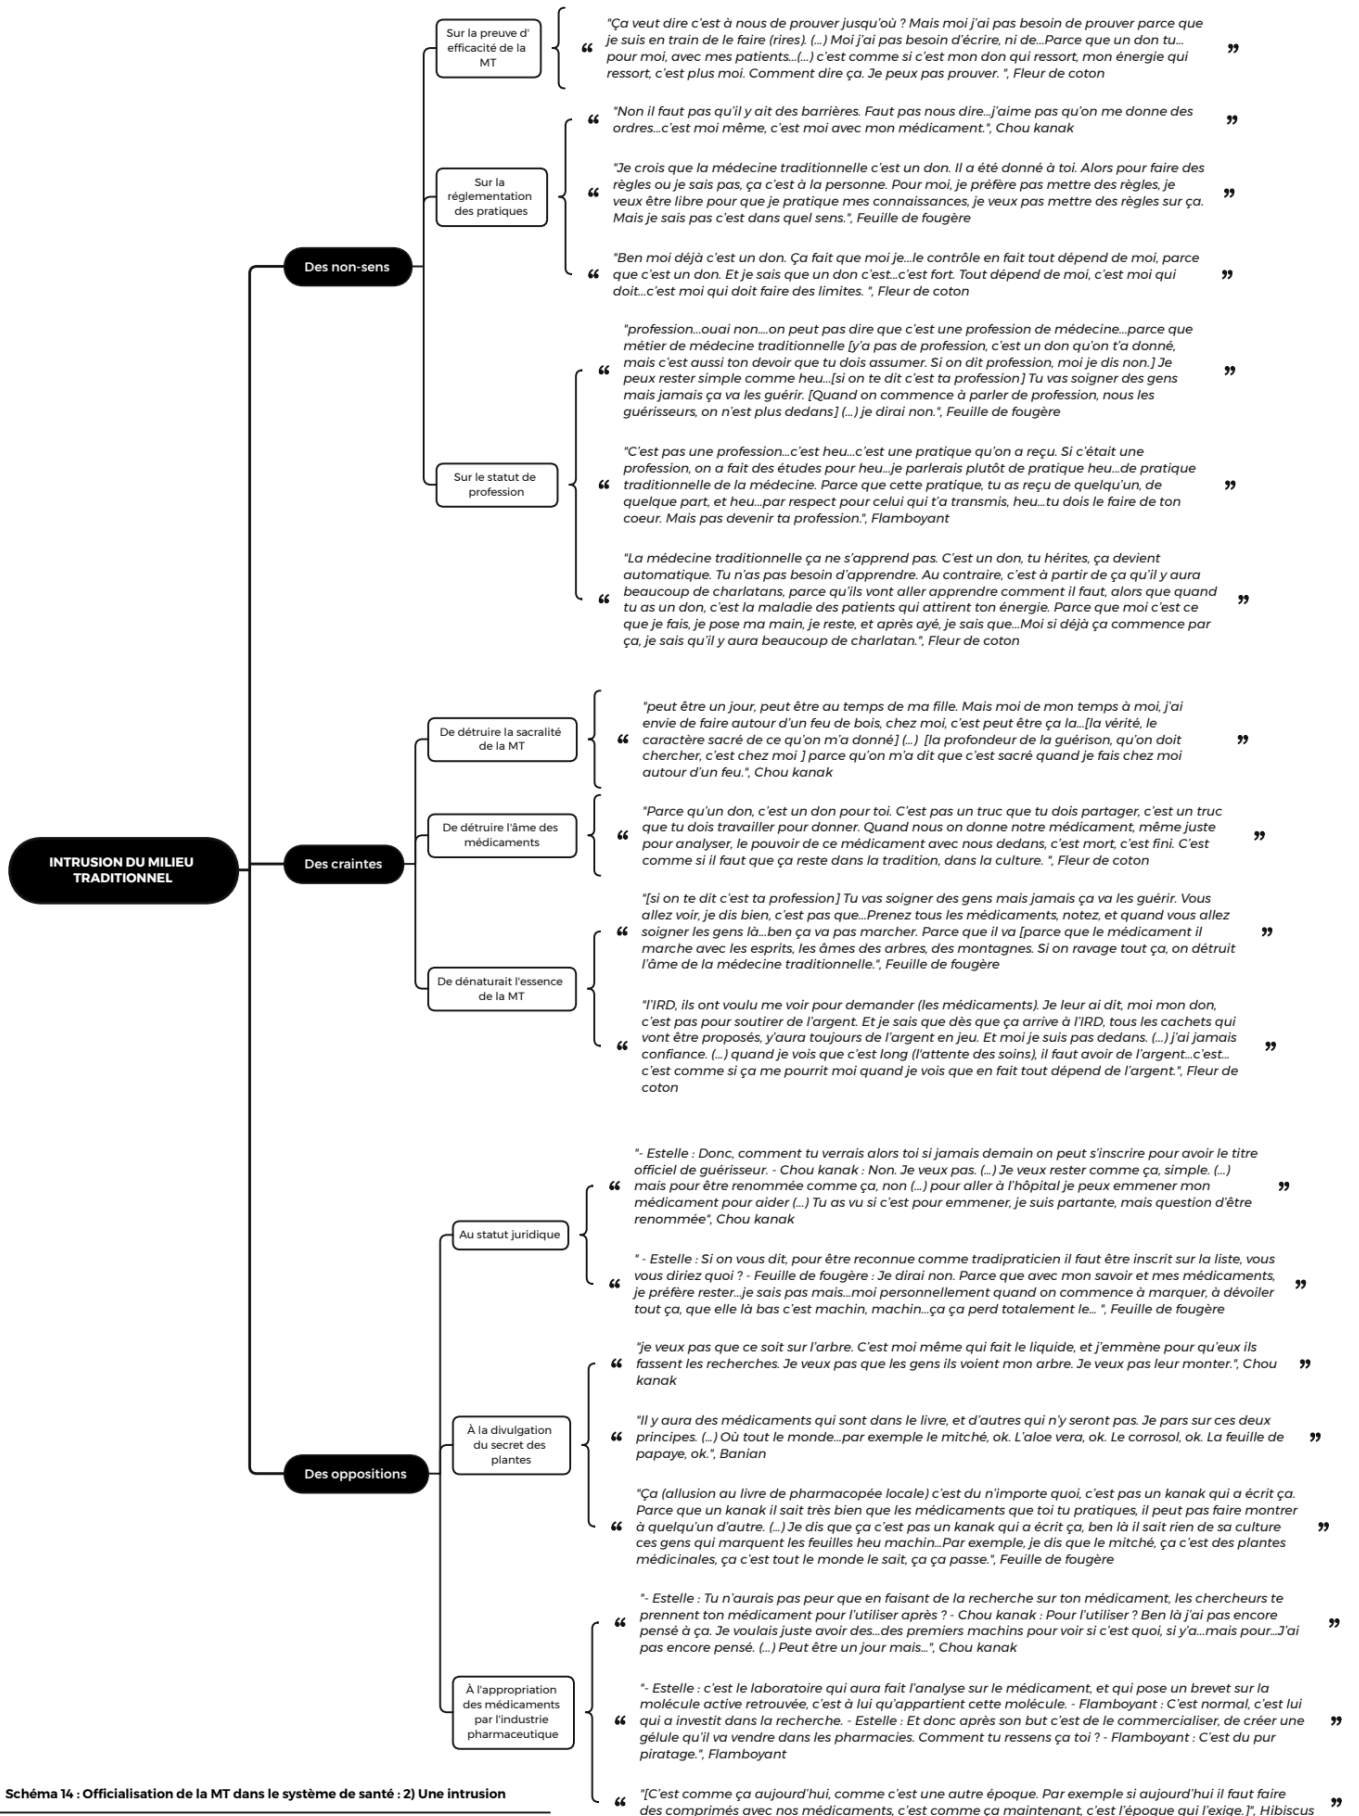 Sur la preuve d'
efficacité de la
MT
"Ça veut dire c'est à nous de prouver jusqu'où ? Mais moi j'ai pas besoin de prouver parce que
je suis en train de le faire (rires). (...) Moi j'ai pas besoin d'écrire, ni de...Parce que un don tu...
pour moi, avec mes patients...(...) c'est comme si c'est mon don qui ressort, mon énergie qui
ressort, c'est plus moi. Comment dire ça. Je peux pas prouver. ", Fleur de coton
"Non il faut pas qu'il y ait des barrières. Faut pas nous dire...j'aime pas qu'on me donne des
ordres...c'est moi même, c'est moi avec mon médicament.", Chou kanak
Sur la
réglementation
des pratiques
"Je crois que la médecine traditionnelle c'est un don. Il a été donné à toi. Alors pour faire des
règles ou je sais pas, ça c'est à la personne. Pour moi, je préfère pas mettre des règles, je
veux être libre pour que je pratique mes connaissances, je veux pas mettre des règles sur ça.
Mais je sais pas c'est dans quel sens.", Feuille de fougère
Des non-sens
"Ben moi déjà c'est un don. Ça fait que moi je...le contrôle en fait tout dépend de moi, parce
que c'est un don. Et je sais que un don c'est...c'est fort. Tout dépend de moi, c'est moi qui
doit...c'est moi qui doit faire des limites. ", Fleur de coton
"profession...ouai non....on peut pas dire que c'est une profession de médecine...parce que
métier de médecine traditionnelle [y'a pas de profession, c'est un don qu'on t'a donné,
mais c'est aussi ton devoir que tu dois assumer. Si on dit profession, moi je dis non.] Je
peux rester simple comme heu...[si on te dit c'est ta profession] Tu vas soigner des gens
mais jamais ça va les guérir. [Quand on commence à parler de profession, nous les
guérisseurs, on n'est plus dedans] (...) je dirai non.", Feuille de fougère
Sur le statut de
profession
"C'est pas une profession...c'est heu...c'est une pratique qu'on a reçu. Si c'était une
profession, on a fait des études pour heu...je parlerais plutôt de pratique heu...de pratique
traditionnelle de la médecine. Parce que cette pratique, tu as reçu de quelqu'un, de
quelque part, et heu...par respect pour celui qui t'a transmis, heu...tu dois le faire de ton
coeur. Mais pas devenir ta profession.", Flamboyant
"La médecine traditionnelle ça ne s'apprend pas. C'est un don, tu hérites, ça devient
automatique. Tu n'as pas besoin d'apprendre. Au contraire, c'est à partir de ça qu'il y aura
beaucoup de charlatans, parce qu'ils vont aller apprendre comment il faut, alors que quand
tu as un don, c'est la maladie des patients qui attirent ton énergie. Parce que moi c'est ce
que je fais, je pose ma main, je reste, et après ayé, je sais que...Moi si déjà ça commence par
ça, je sais qu'il y aura beaucoup de charlatan.", Fleur de coton
De détruire la sacralité
de la MT
"peut être un jour, peut être au temps de ma fille. Mais moi de mon temps à moi, j'ai
envie de faire autour d'un feu de bois, chez moi, c'est peut être ça la...[la vérité, le
caractère sacré de ce qu'on m'a donné] (...)  [la profondeur de la guérison, qu'on doit
chercher, c'est chez moi ] parce qu'on m'a dit que c'est sacré quand je fais chez moi
autour d'un feu.", Chou kanak
De détruire l'âme des
médicaments
"Parce qu'un don, c'est un don pour toi. C'est pas un truc que tu dois partager, c'est un truc
que tu dois travailler pour donner. Quand nous on donne notre médicament, même juste
pour analyser, le pouvoir de ce médicament avec nous dedans, c'est mort, c'est fini. C'est
comme si il faut que ça reste dans la tradition, dans la culture. ", Fleur de coton
INTRUSION DU MILIEU
TRADITIONNEL
Des craintes
"[si on te dit c'est ta profession] Tu vas soigner des gens mais jamais ça va les guérir. Vous
allez voir, je dis bien, c'est pas que...Prenez tous les médicaments, notez, et quand vous allez
soigner les gens là...ben ça va pas marcher. Parce que il va [parce que le médicament il
marche avec les esprits, les âmes des arbres, des montagnes. Si on ravage tout ça, on détruit
l'âme de la médecine traditionnelle.", Feuille de fougère
De dénaturait l'essence
de la MT
"l'IRD, ils ont voulu me voir pour demander (les médicaments). Je leur ai dit, moi mon don,
c'est pas pour soutirer de l'argent. Et je sais que dès que ça arrive à l'IRD, tous les cachets qui
vont être proposés, y'aura toujours de l'argent en jeu. Et moi je suis pas dedans. (...) j'ai jamais
confiance. (...) quand je vois que c'est long (l'attente des soins), il faut avoir de l'argent...c'est...
c'est comme si ça me pourrit moi quand je vois que en fait tout dépend de l'argent.", Fleur de
coton
"- Estelle : Donc, comment tu verrais alors toi si jamais demain on peut s'inscrire pour avoir le titre
officiel de guérisseur. - Chou kanak : Non. Je veux pas. (...) Je veux rester comme ça, simple. (...)
mais pour être renommée comme ça, non (...) pour aller à l'hôpital je peux emmener mon
médicament pour aider (...) Tu as vu si c'est pour emmener, je suis partante, mais question d'être
renommée", Chou kanak
Au statut juridique
" - Estelle : Si on vous dit, pour être reconnue comme tradipraticien il faut être inscrit sur la liste, vous
vous diriez quoi ? - Feuille de fougère : Je dirai non. Parce que avec mon savoir et mes médicaments,
je préfère rester...je sais pas mais...moi personnellement quand on commence à marquer, à dévoiler
tout ça, que elle là bas c'est machin, machin...ça ça perd totalement le... ", Feuille de fougère
"je veux pas que ce soit sur l'arbre. C'est moi même qui fait le liquide, et j'emmène pour qu'eux ils
fassent les recherches. Je veux pas que les gens ils voient mon arbre. Je veux pas leur monter.", Chou
kanak
À la divulgation
du secret des
plantes
"Il y aura des médicaments qui sont dans le livre, et d'autres qui n'y seront pas. Je pars sur ces deux
principes. (...) Où tout le monde...par exemple le mitché, ok. L'aloe vera, ok. Le corrosol, ok. La feuille de
papaye, ok.", Banian
Des oppositions
"Ça (allusion au livre de pharmacopée locale) c'est du n'importe quoi, c'est pas un kanak qui a écrit ça.
Parce que un kanak il sait très bien que les médicaments que toi tu pratiques, il peut pas faire montrer
à quelqu'un d'autre. (...) Je dis que ça c'est pas un kanak qui a écrit ça, ben là il sait rien de sa culture
ces gens qui marquent les feuilles heu machin...Par exemple, je dis que le mitché, ça c'est des plantes
médicinales, ça c'est tout le monde le sait, ça ça passe.", Feuille de fougère
"- Estelle : Tu n'aurais pas peur que en faisant de la recherche sur ton médicament, les chercheurs te
prennent ton médicament pour l'utiliser après ? - Chou kanak : Pour l'utiliser ? Ben là j'ai pas encore
pensé à ça. Je voulais juste avoir des...des premiers machins pour voir si c'est quoi, si y'a...mais pour...J'ai
pas encore pensé. (...) Peut être un jour mais...", Chou kanak
À l'appropriation
des médicaments
par l'industrie
pharmaceutique
"- Estelle : c'est le laboratoire qui aura fait l'analyse sur le médicament, et qui pose un brevet sur la
molécule active retrouvée, c'est à lui qu'appartient cette molécule. - Flamboyant : C'est normal, c'est lui
qui a investit dans la recherche. - Estelle : Et donc après son but c'est de le commercialiser, de créer une
gélule qu'il va vendre dans les pharmacies. Comment tu ressens ça toi ? - Flamboyant : C'est du pur
piratage.", Flamboyant
Schéma 14 : Officialisation de la MT dans le système de santé : 2) Une intrusion
"[C'est comme ça aujourd'hui, comme c'est une autre époque. Par exemple si aujourd'hui il faut faire
des comprimés avec nos médicaments, c'est comme ça maintenant, c'est l'époque qui l'exige.]", Hibiscus